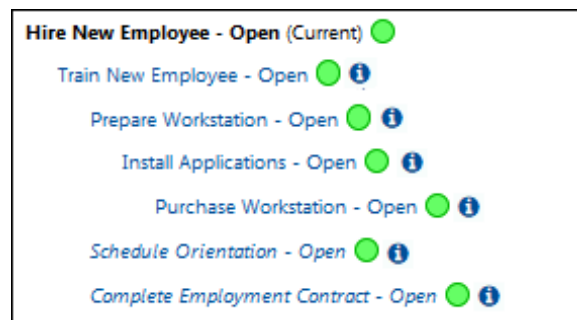 Hire New Employee - Open (Current)
Train New Employee - Open
Prepare Workstation - Open
Install Applications - Open
Purchase Workstation - Open
Schedule Orientation - Open
Complete Employment Contract - Open